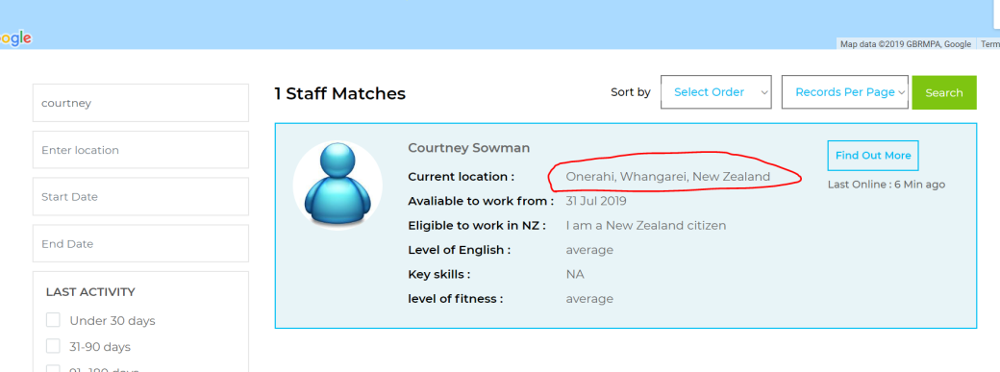 ogle
Map data ©2019 GBRMPA, Google Term
courtney
Enter location
Start Date
End Date
LAST ACTIVITY
Under 30 days
31-90 days
1 Staff Matches
Sort by Select Order Records Per Page Search
Courtney Sowman
Current location : Onerahi, Whangarei, New Zealand
Avaliable to work from : 31 Jul 2019
Eligible to work in NZ : I am a New Zealand citizen
Level of English : average
Key skills : NA
level of fitness : average
Find Out More
Last Online : 6 Min ago